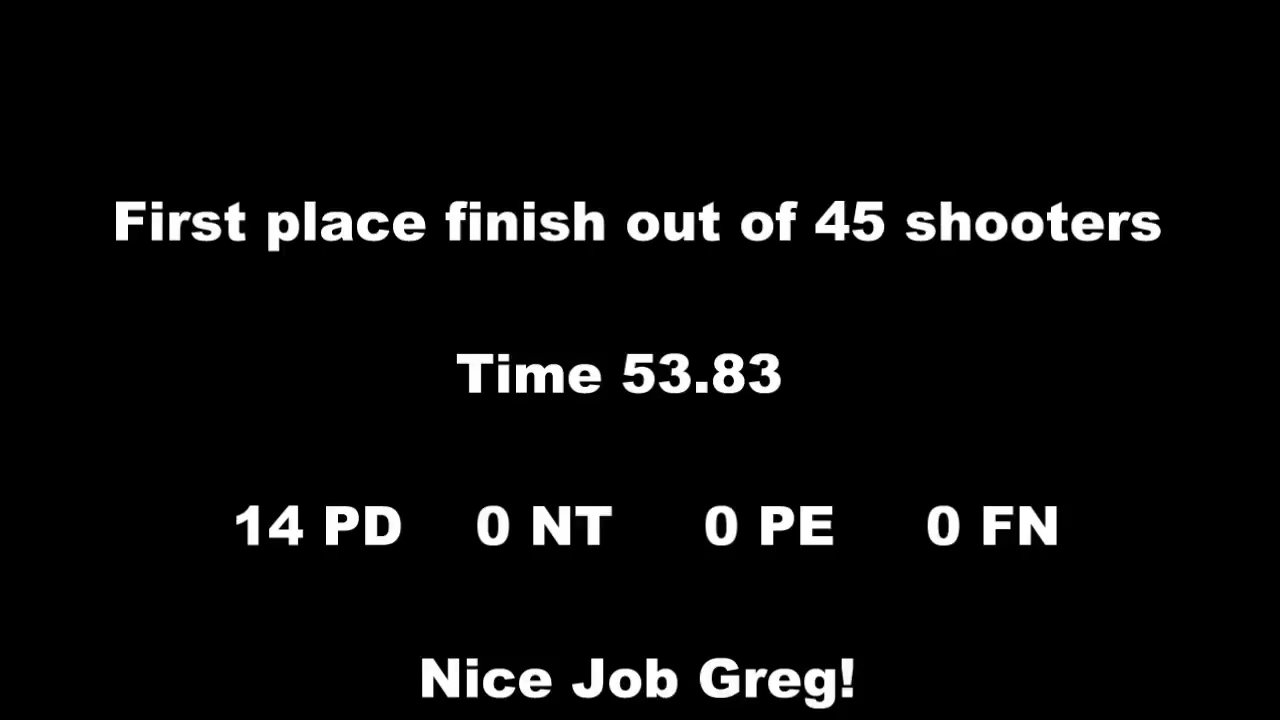 First place finish out of 45 shooters
Time 53.83
14 PD 0 NT 0 PE 0 FN
Nice Job Greg!